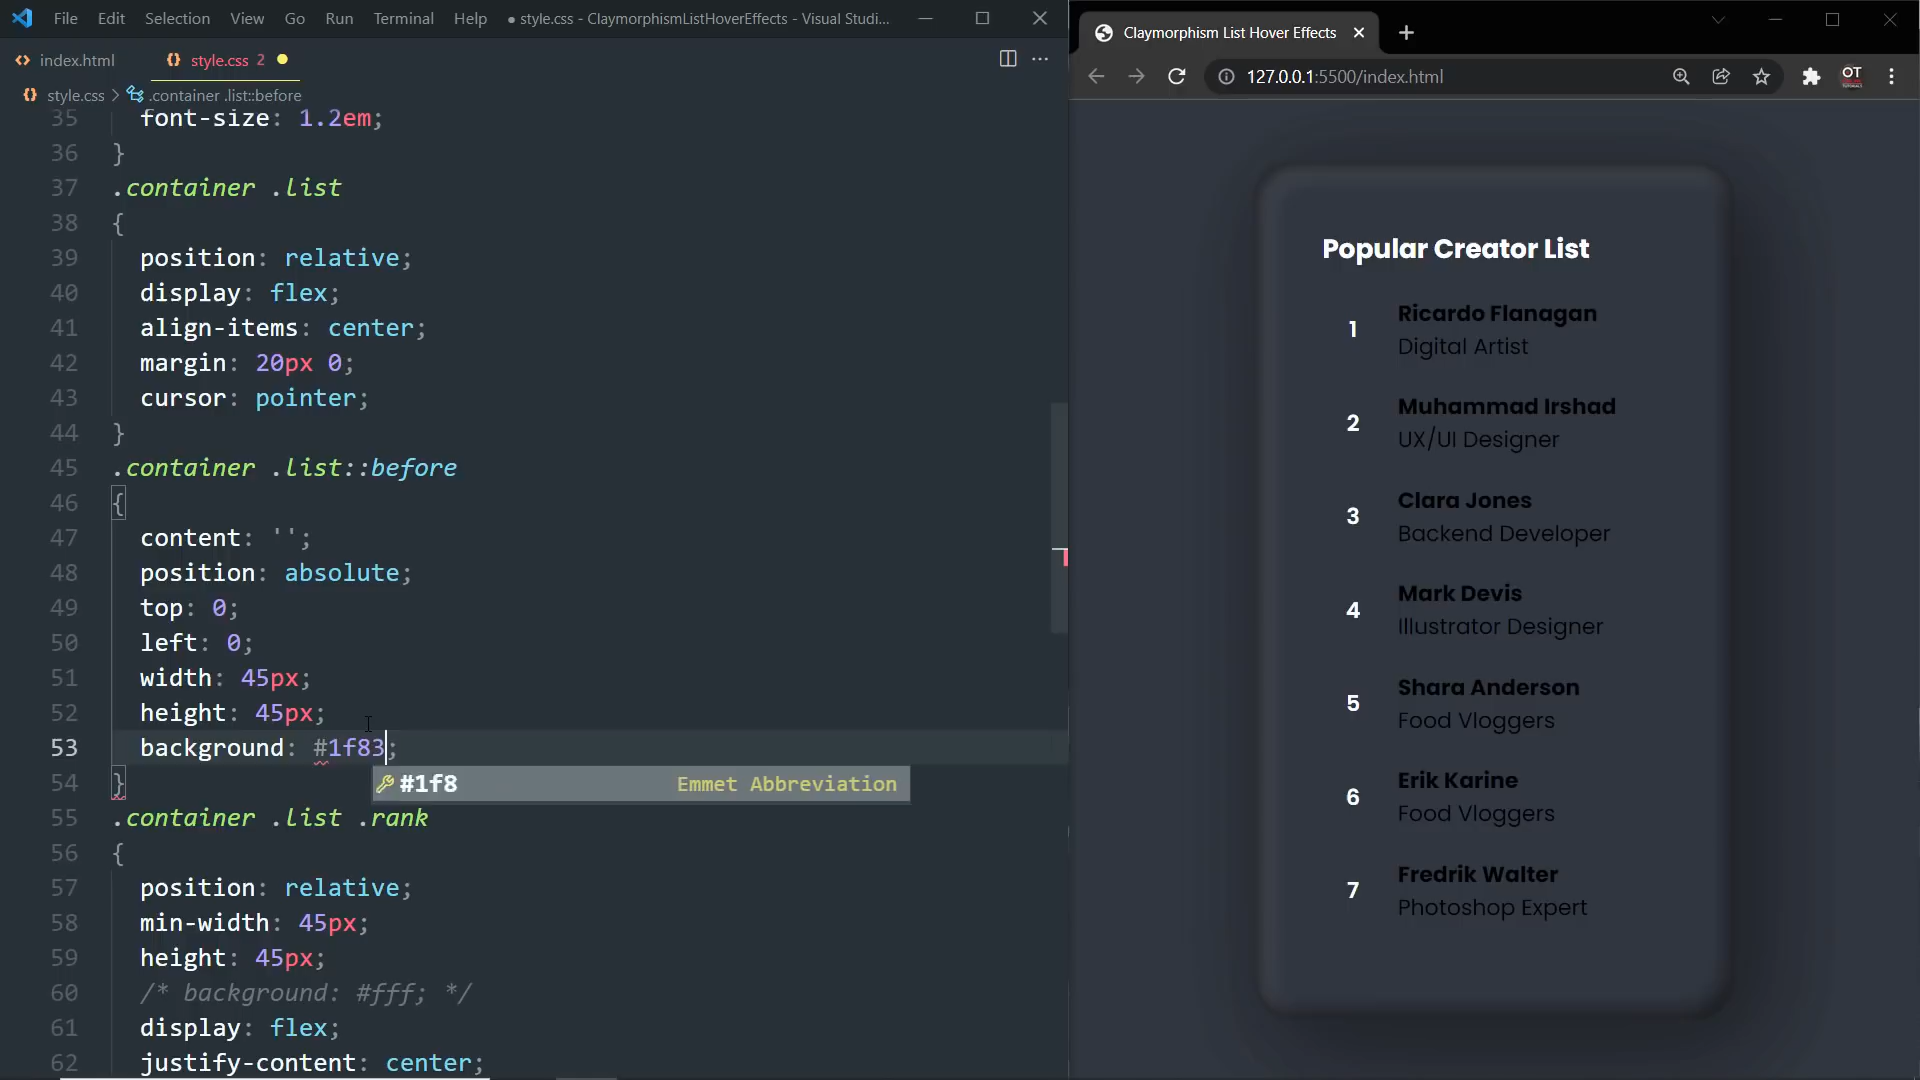 File Edit Selection View Go Run Terminal Help ● style.css - ClaymorphismListHoverEffects - Visual Studi...
index.html
style.css 2
style.css > .container .list::before
35 font-size: 1.2em;
36 }
37 .container .list
38 {
39 position: relative;
40 display: flex;
41 align-items: center;
42 margin: 20px 0;
43 cursor: pointer;
44 }
45 .container .list::before
46 {
47 content: '';
48 position: absolute;
49 top: 0;
50 left: 0;
51 width: 45px;
52 height: 45px;
53 background: #1f83;
#1f8 Emmet Abbreviation
54 }
55 .container .list .rank
56 {
57 position: relative;
58 min-width: 45px;
59 height: 45px;
60 /* background: #fff; */
61 display: flex;
62 justify-content: center;
Claymorphism List Hover Effects
127.0.0.1:5500/index.html
OT
Popular Creator List
1 Ricardo Flanagan
Digital Artist
2 Muhammad Irshad
UX/UI Designer
3 Clara Jones
Backend Developer
4 Mark Devis
Illustrator Designer
5 Shara Anderson
Food Vloggers
6 Erik Karine
Food Vloggers
7 Fredrik Walter
Photoshop Expert